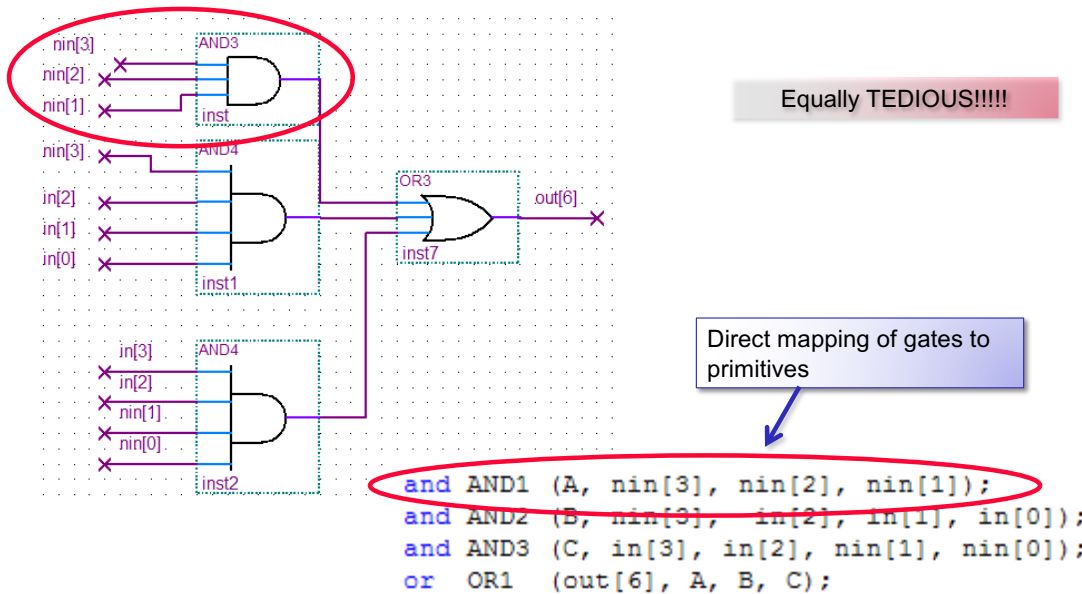 nin[3]
nin[2]
nin[1]
AND3
inst
nin[3]
in[2]
in[1]
in[0]
AND4
inst1
in[3]
in[2]
nin[1]
nin[0]
AND4
inst2
OR3
inst7
out[6]
Equally TEDIOUS!!!!!
Direct mapping of gates to
primitives
and AND1 (A, nin[3], nin[2], nin[1]);
and AND2 (B, nin[3], in[2], in[1], in[0]);
and AND3 (C, in[3], in[2], nin[1], nin[0]);
or OR1 (out[6], A, B, C);